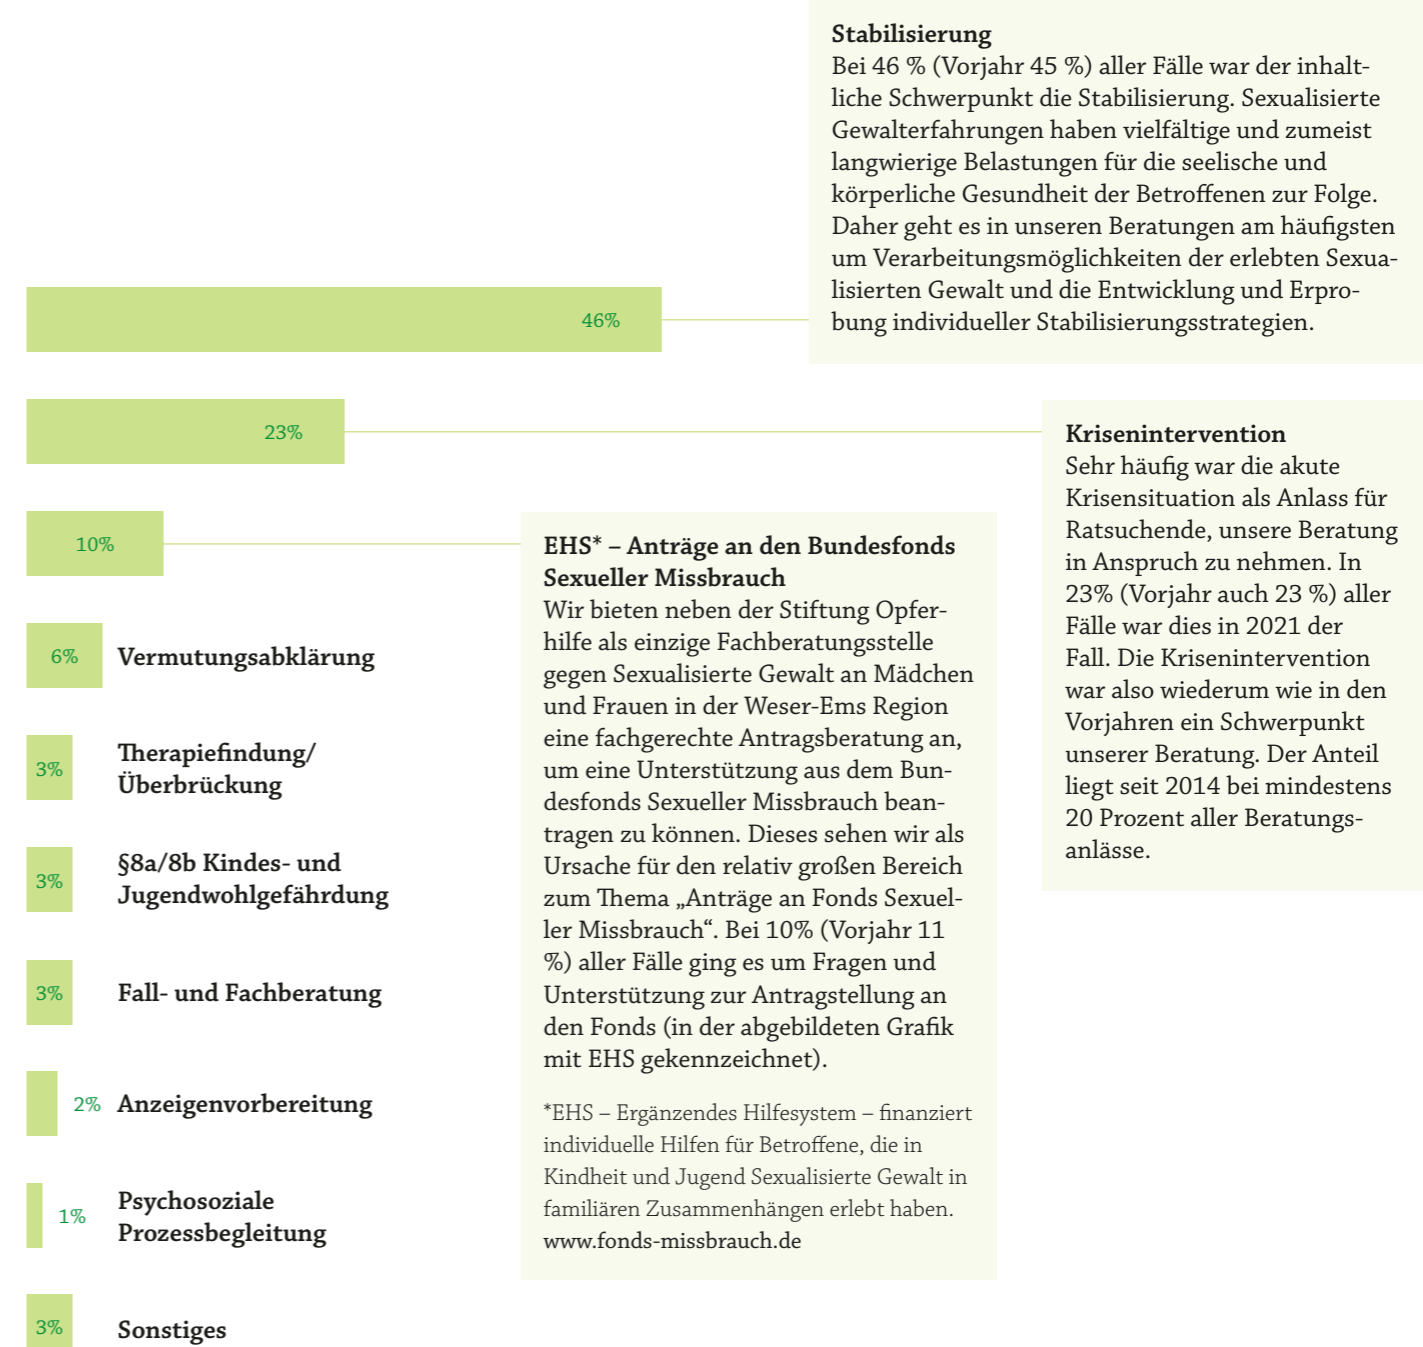 Stabilisierung
Bei 46 % (Vorjahr 45 %) aller Fälle war der inhalt-
liche Schwerpunkt die Stabilisierung. Sexualisierte
Gewalterfahrungen haben vielfältige und zumeist
langwierige Belastungen für die seelische und
körperliche Gesundheit der Betroffenen zur Folge.
Daher geht es in unseren Beratungen am häufigsten
um Verarbeitungsmöglichkeiten der erlebten Sexua-
lisierten Gewalt und die Entwicklung und Erpro-
bung individueller Stabilisierungsstrategien.
46%
23%
Krisenintervention
Sehr häufig war die akute
Krisensituation als Anlass für
Ratsuchende, unsere Beratung
in Anspruch zu nehmen. In
23% (Vorjahr auch 23 %) aller
Fälle war dies in 2021 der
Fall. Die Krisenintervention
war also wiederum wie in den
Vorjahren ein Schwerpunkt
unserer Beratung. Der Anteil
liegt seit 2014 bei mindestens
20 Prozent aller Beratungs-
anlässe.
10%
EHS* – Anträge an den Bundesfonds
Sexueller Missbrauch
Wir bieten neben der Stiftung Opfer-
hilfe als einzige Fachberatungsstelle
gegen Sexualisierte Gewalt an Mädchen
und Frauen in der Weser-Ems Region
eine fachgerechte Antragsberatung an,
um eine Unterstützung aus dem Bun-
desfonds Sexueller Missbrauch bean-
tragen zu können. Dieses sehen wir als
Ursache für den relativ großen Bereich
zum Thema „Anträge an Fonds Sexuel-
ler Missbrauch“. Bei 10% (Vorjahr 11
%) aller Fälle ging es um Fragen und
Unterstützung zur Antragstellung an
den Fonds (in der abgebildeten Grafik
mit EHS gekennzeichnet).
*EHS – Ergänzendes Hilfesystem – finanziert
individuelle Hilfen für Betroffene, die in
Kindheit und Jugend Sexualisierte Gewalt in
familiären Zusammenhängen erlebt haben.
www.fonds-missbrauch.de
6% Vermutungsabklärung
3% Therapiefindung/
Überbrückung
3% §8a/8b Kindes- und
Jugendwohlgefährdung
3% Fall- und Fachberatung
2% Anzeigenvorbereitung
1% Psychosoziale
Prozessbegleitung
3% Sonstiges